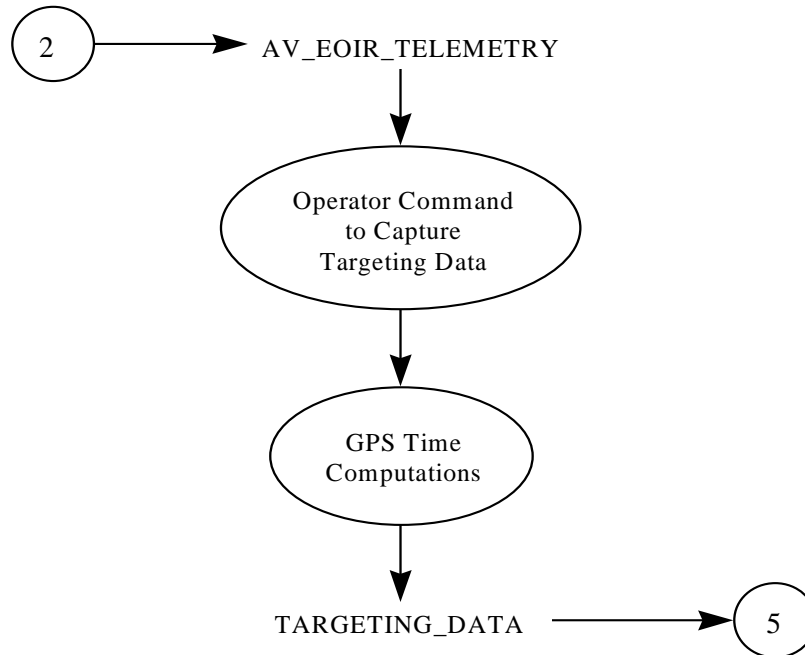 2
AV_EOIR_TELEMETRY
Operator Command
to Capture
Targeting Data
GPS Time
Computations
TARGETING_DATA
5